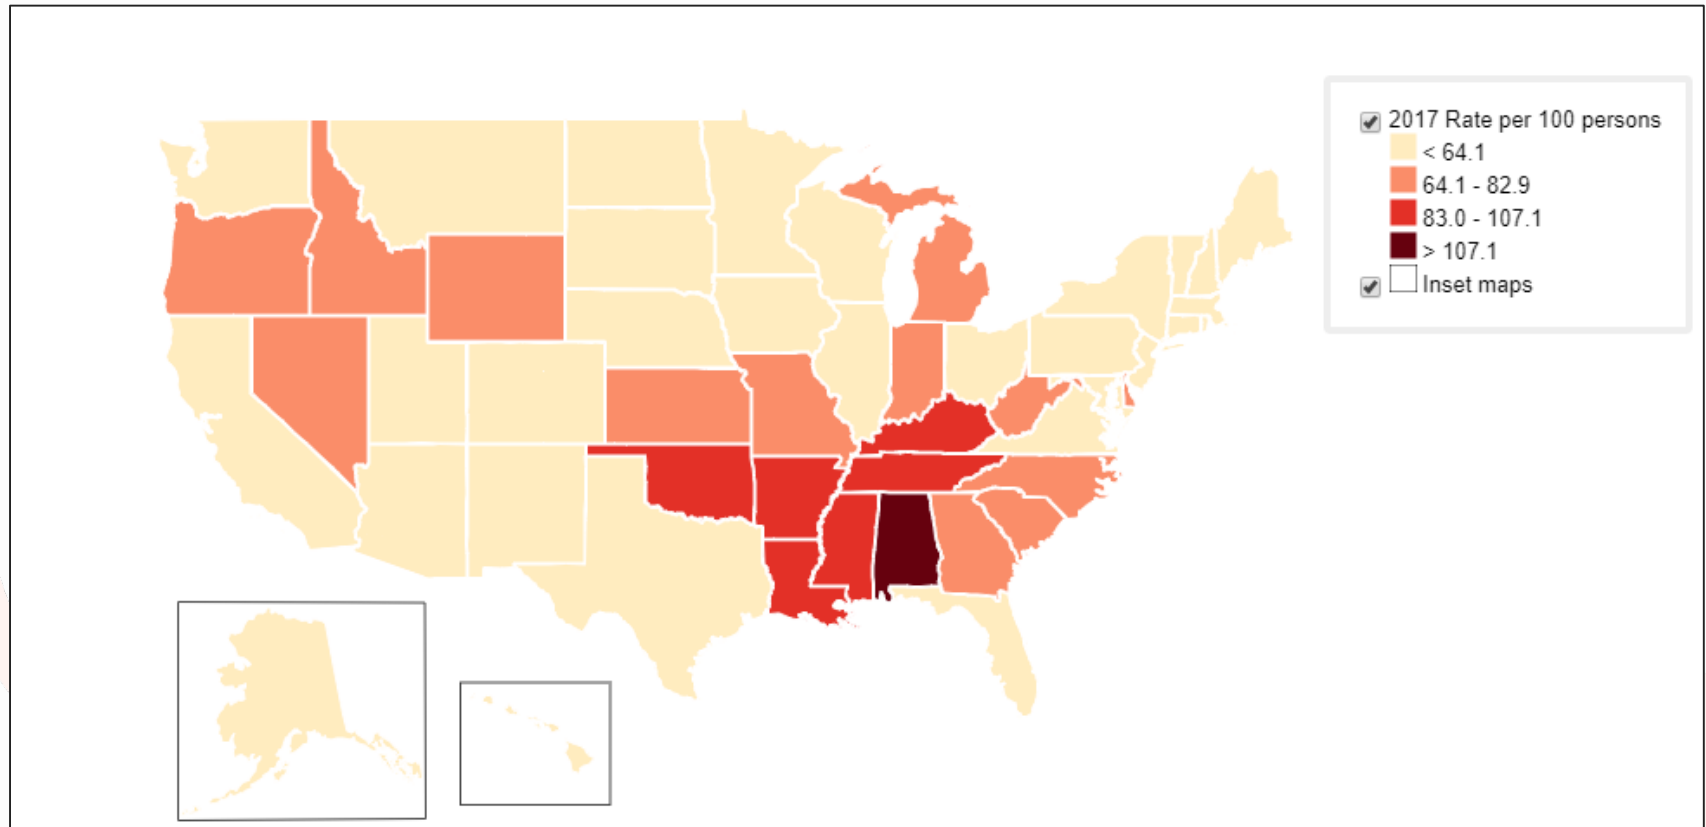 2017 Rate per 100 persons
< 64.1
64.1 - 82.9
83.0 - 107.1
> 107.1
Inset maps